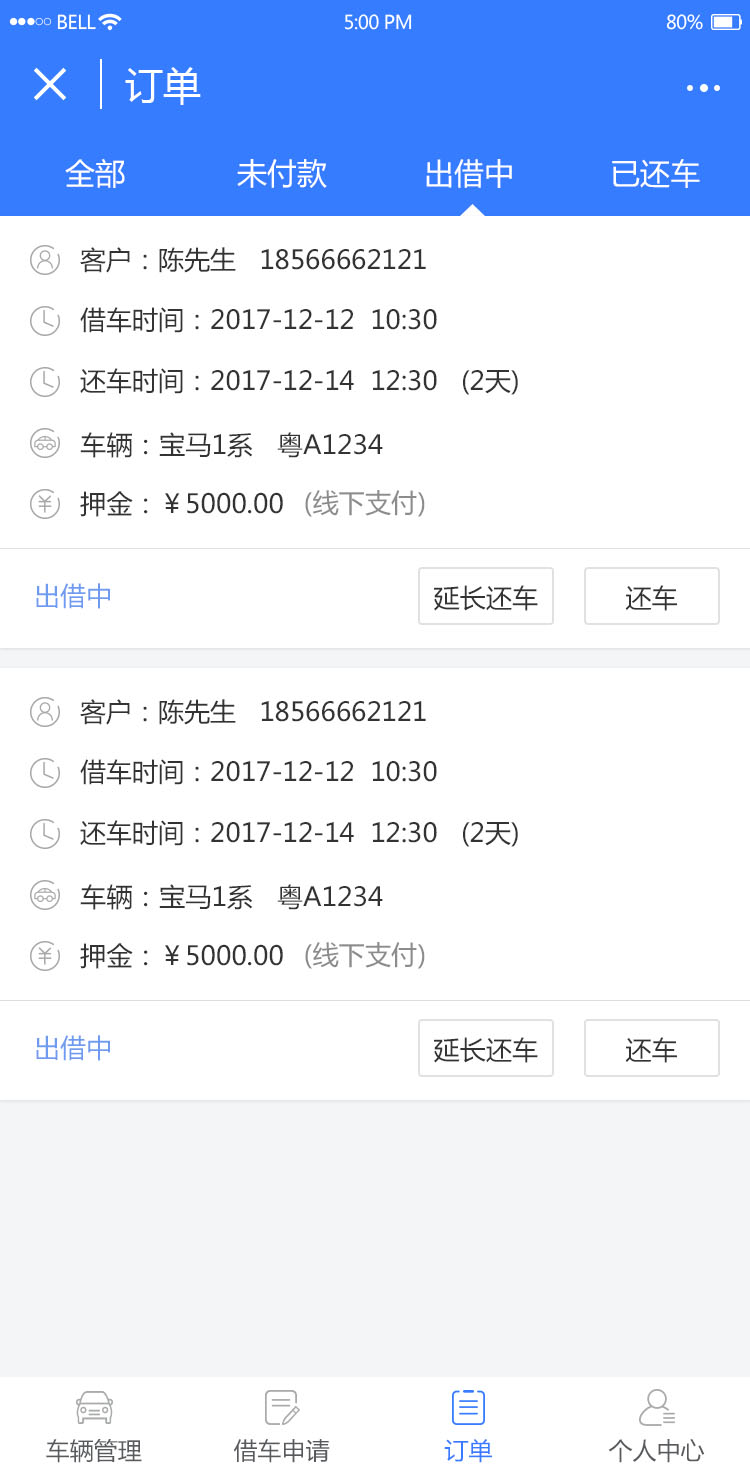 BELL 5:00 PM 80%
订单
全部 未付款 出借中 已还车
客户：陈先生 18566662121
借车时间：2017-12-12 10:30
还车时间：2017-12-14 12:30 (2天)
车辆：宝马1系 粤A1234
押金：￥5000.00 (线下支付)
出借中 延长还车 还车
客户：陈先生 18566662121
借车时间：2017-12-12 10:30
还车时间：2017-12-14 12:30 (2天)
车辆：宝马1系 粤A1234
押金：￥5000.00 (线下支付)
出借中 延长还车 还车
车辆管理 借车申请 订单 个人中心